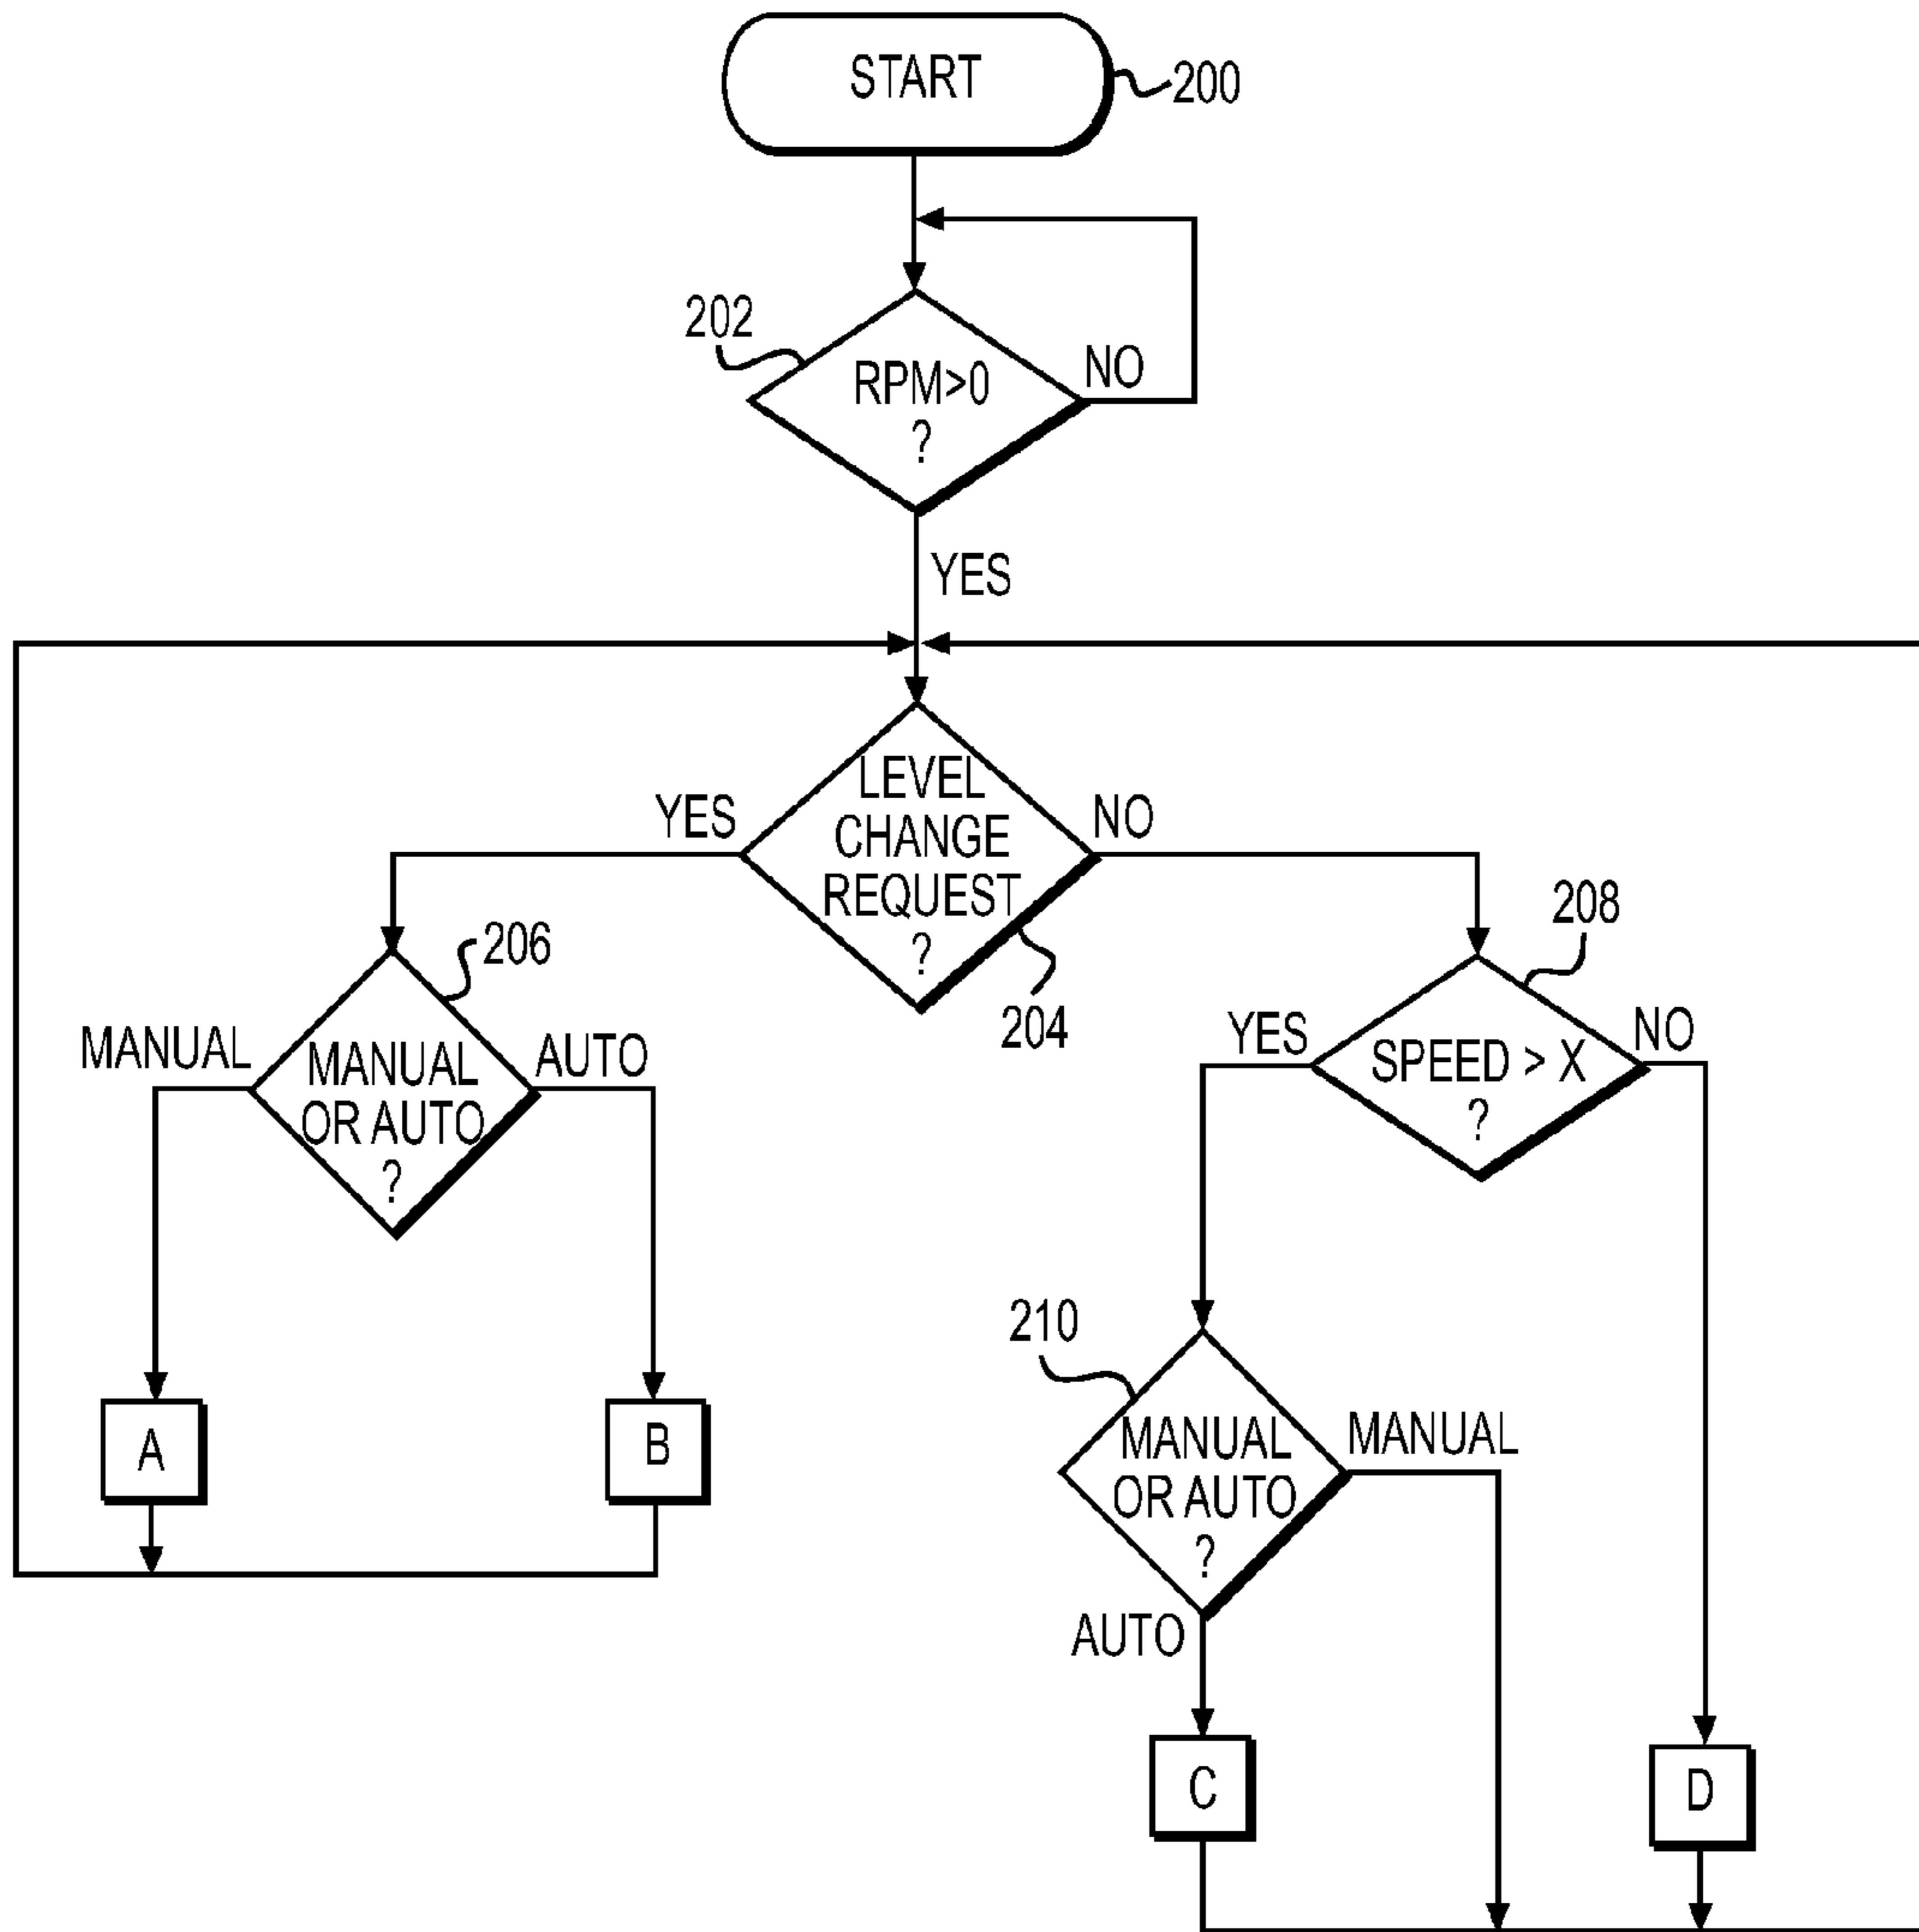 START
200
202
RPM>0
?
NO
YES
YES
LEVEL
CHANGE
REQUEST
?
NO
204
206
MANUAL
MANUAL
OR AUTO
?
AUTO
208
YES
SPEED > X
?
NO
210
MANUAL
OR AUTO
?
MANUAL
AUTO
A
B
C
D